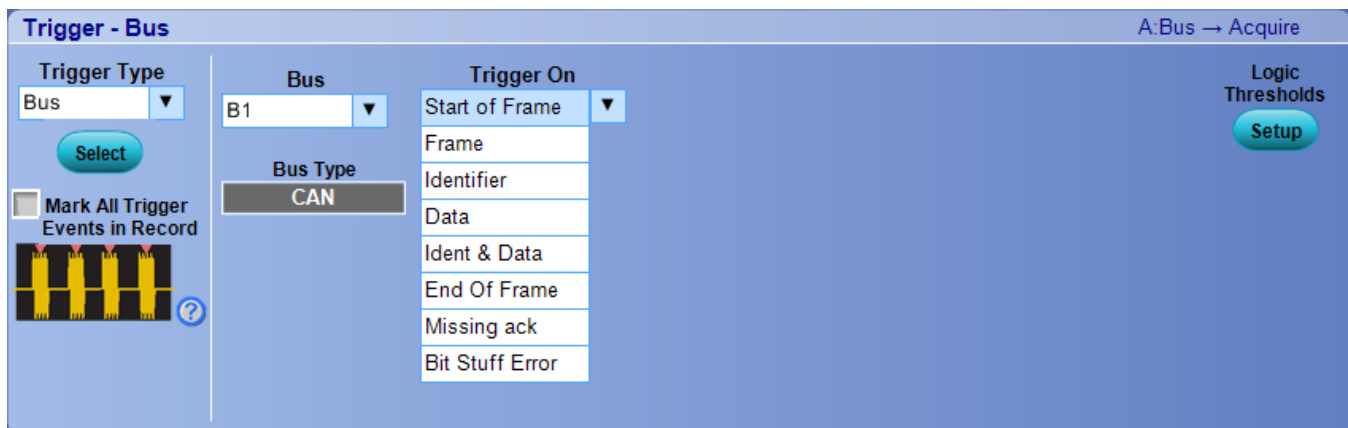 Trigger - Bus
A:Bus → Acquire
Trigger Type
Bus
Select
Mark All Trigger
Events in Record
?
Bus
B1
Bus Type
CAN
Trigger On
Start of Frame
Frame
Identifier
Data
Ident & Data
End Of Frame
Missing ack
Bit Stuff Error
Logic
Thresholds
Setup